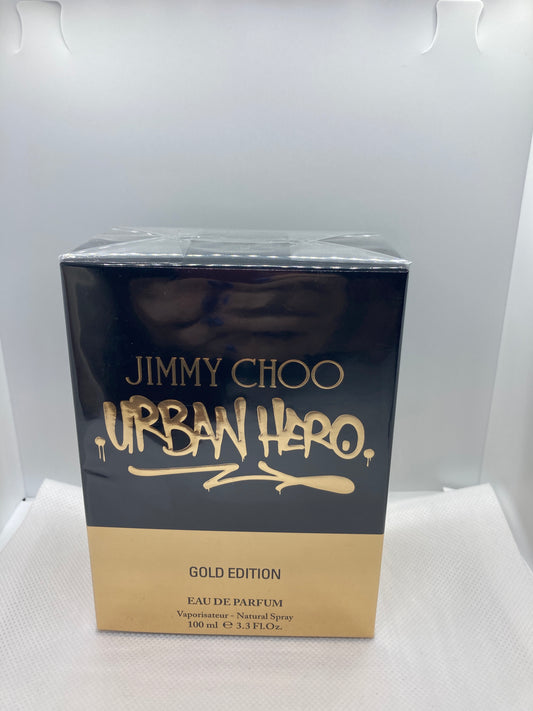 JIMMY CHOO
URBAN HERO
GOLD EDITION
EAU DE PARFUM
Vaporisateur - Natural Spray
100 ml ℮ 3.3 Fl.Oz.